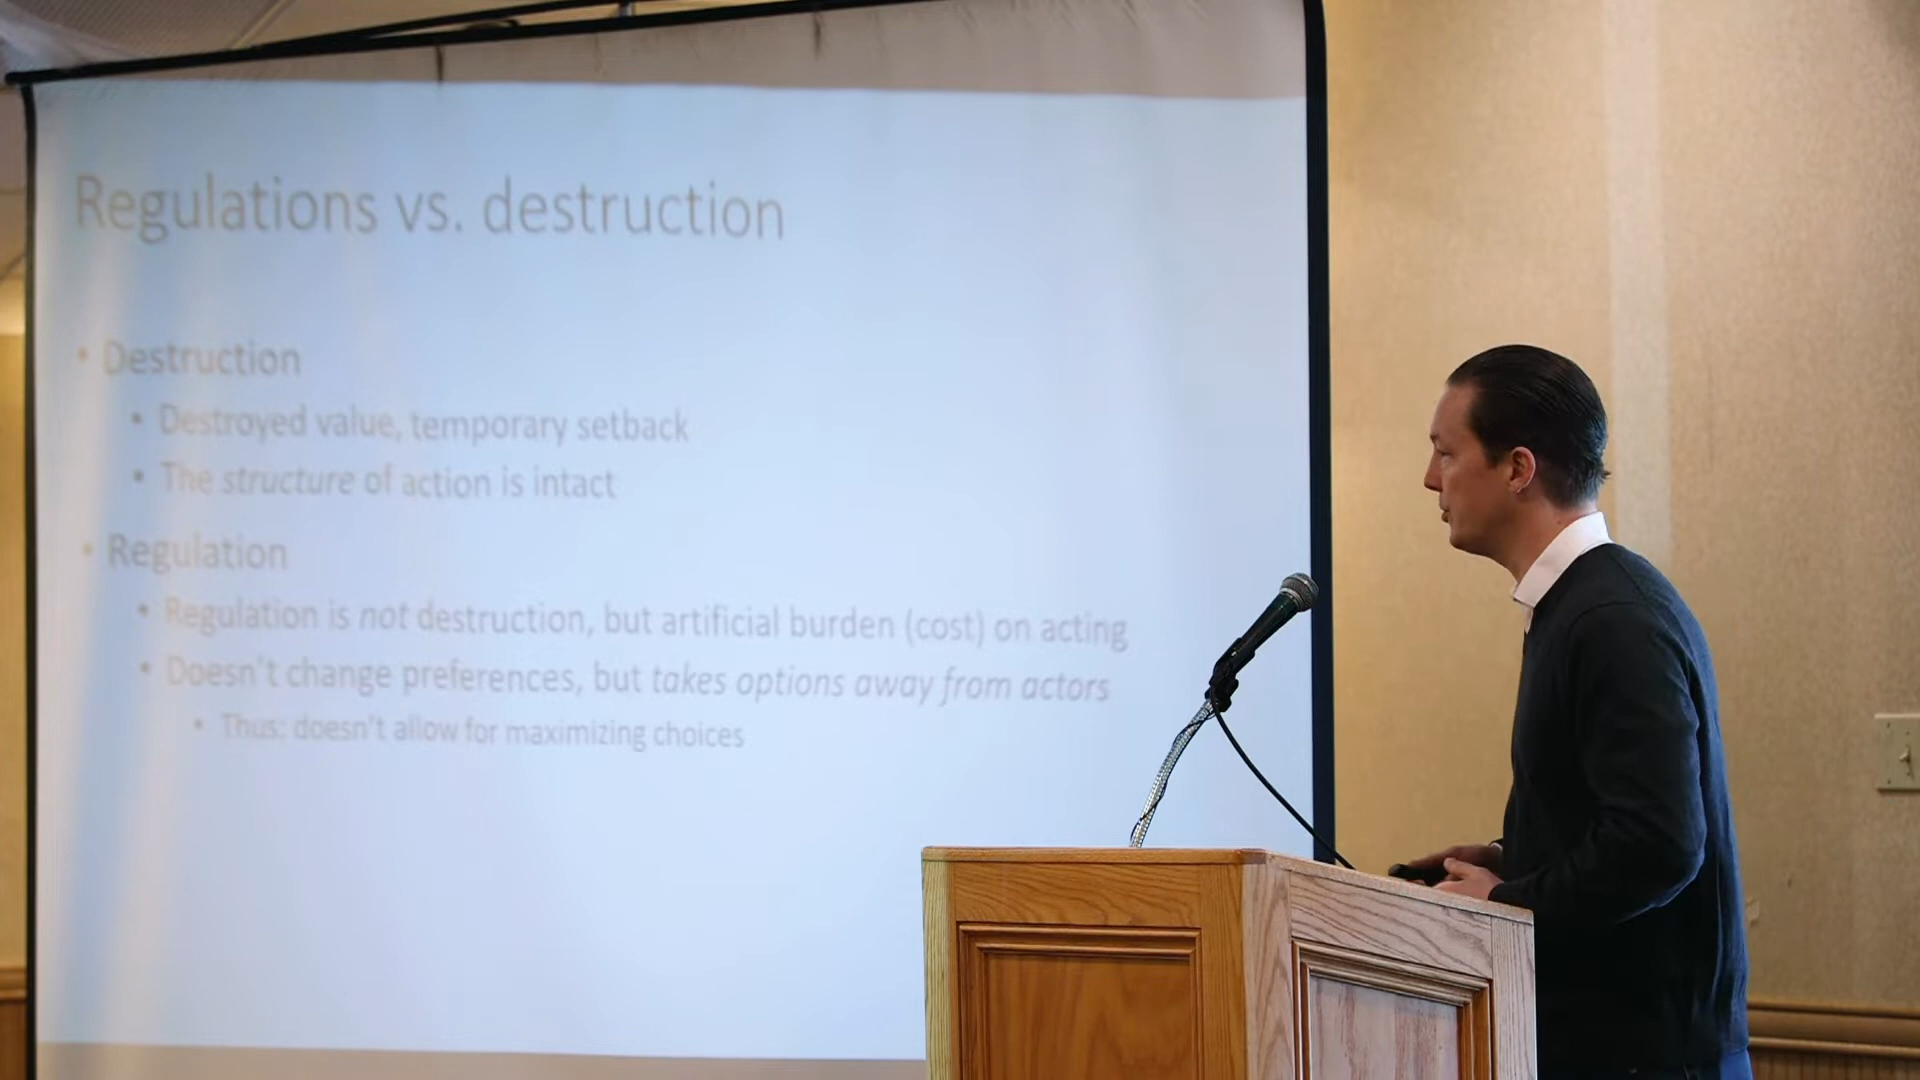 Regulations vs. destruction
• Destruction
• Destroyed value, temporary setback
• The structure of action is intact
• Regulation
• Regulation is not destruction, but artificial burden (cost) on acting
• Doesn't change preferences, but takes options away from actors
• Thus: doesn't allow for maximizing choices